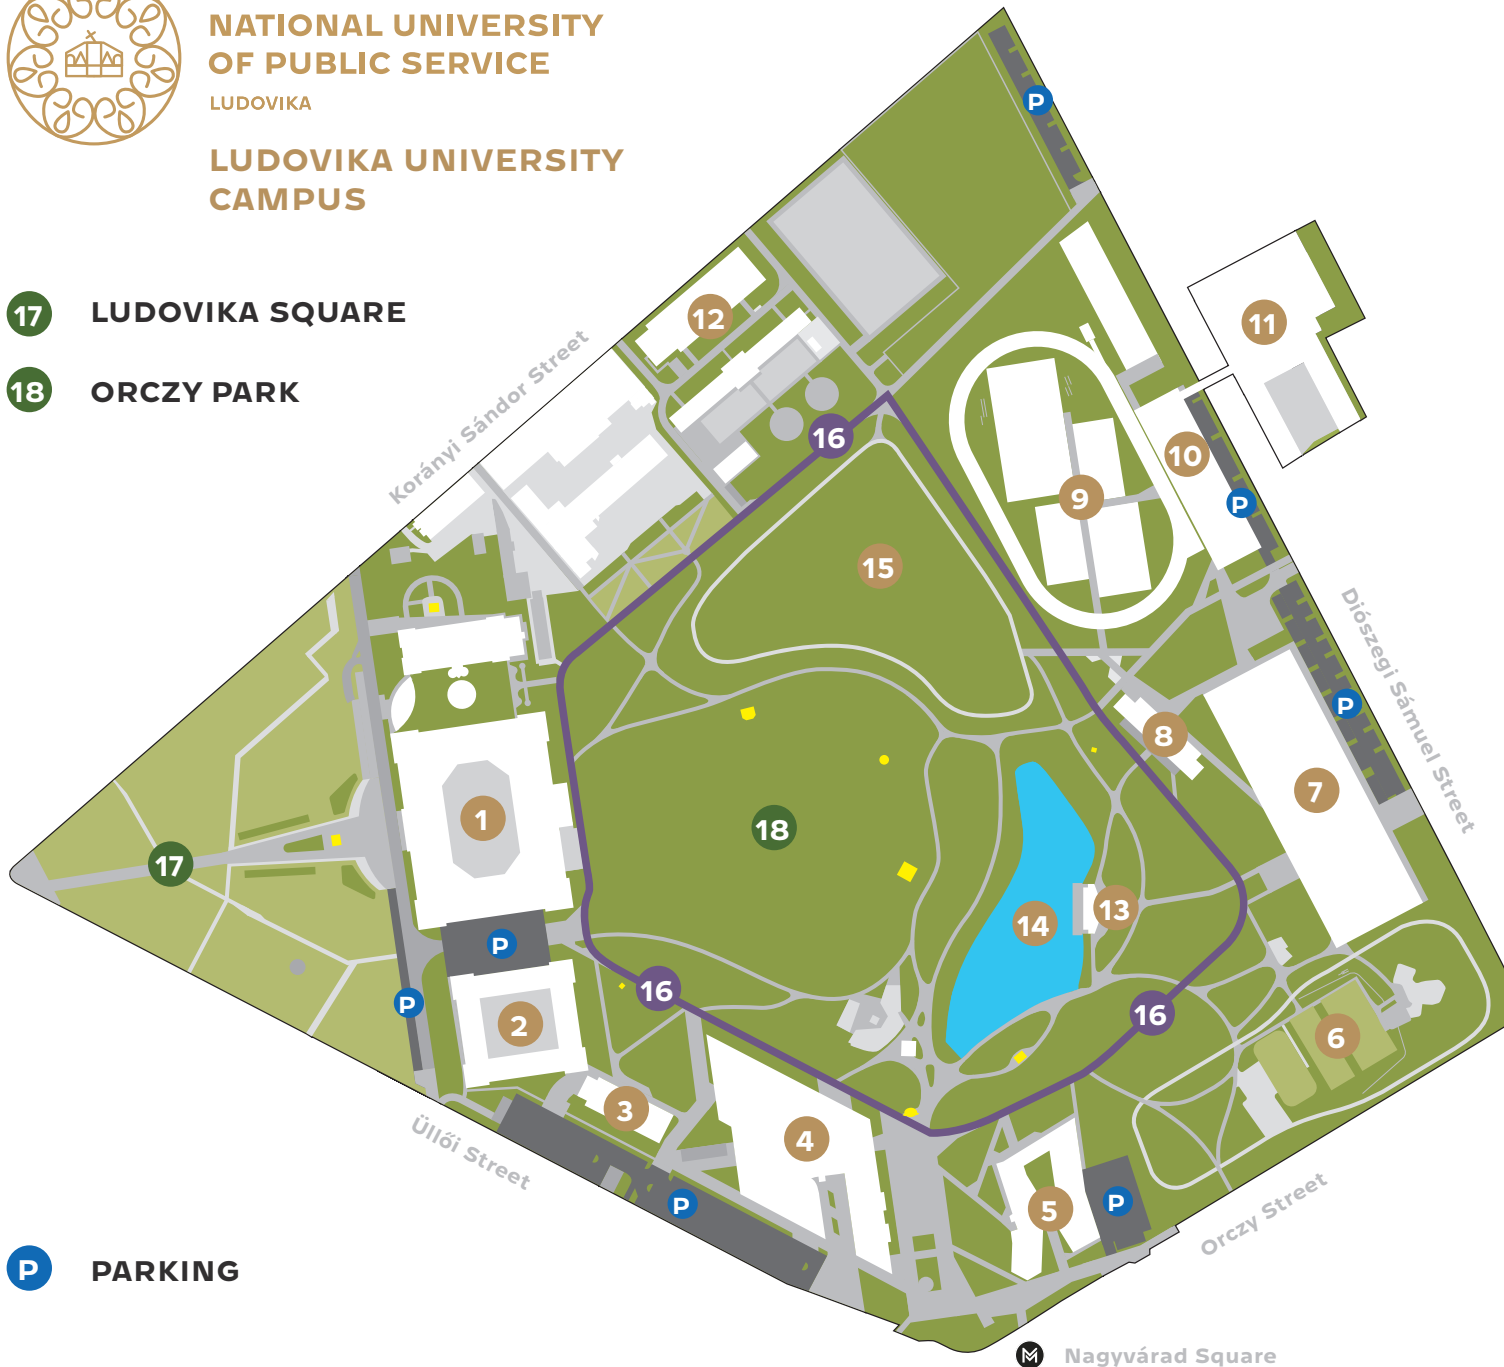 NATIONAL UNIVERSITY
OF PUBLIC SERVICE
LUDOVIKA
LUDOVIKA UNIVERSITY
CAMPUS
17 LUDOVIKA SQUARE
18 ORCZY PARK
P PARKING
Korányi Sándor Street
Diószegi Sámuel Street
Üllői Street
Orczy Street
M Nagyvárad Square
P
12
11
16
10
9
P
15
P
8
7
1
18
17
13
14
P
16
P
16
2
6
3
4
P
5
P